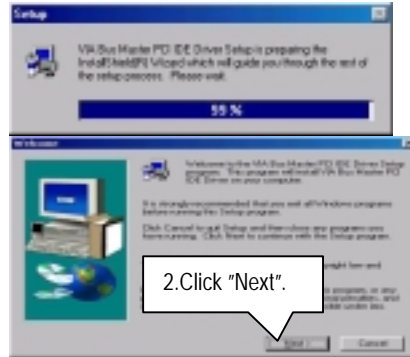 Setup
VIA Bus Master PCI IDE Driver Setup is preparing the
InstallShield(R) Wizard which will guide you through the rest of
the setup process. Please wait.
99 %
Welcome
Welcome to the VIA Bus Master PCI IDE Driver Setup
program. This program will install VIA Bus Master PCI
IDE Driver on your computer.
It is strongly recommended that you exit all Windows programs
before running this Setup program.
Click Cancel to quit Setup and then close any programs you
have running. Click Next to continue with the Setup program.
2.Click "Next".
Next
Cancel